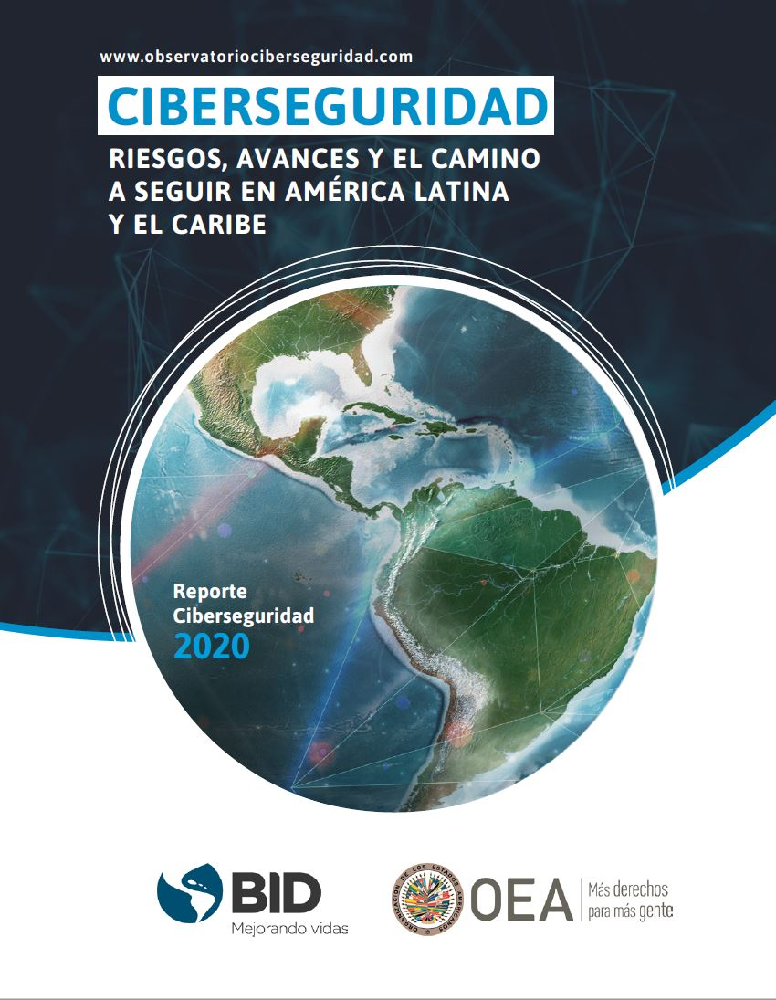 www.observatoriociberseguridad.com
CIBERSEGURIDAD
RIESGOS, AVANCES Y EL CAMINO
A SEGUIR EN AMÉRICA LATINA
Y EL CARIBE
Reporte
Ciberseguridad
2020
BID
Mejorando vidas
ORGANIZACIÓN DE LOS ESTADOS AMERICANOS
OEA
Más derechos
para más gente